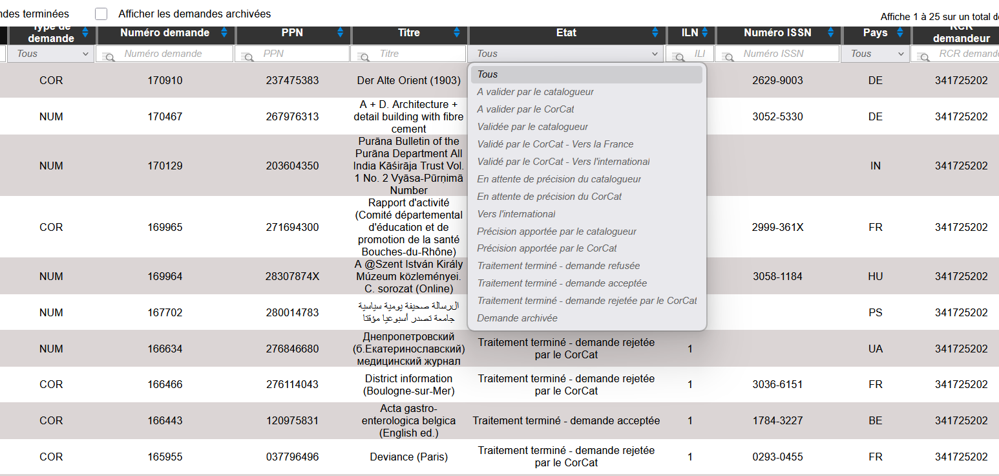 ndes terminées Afficher les demandes archivées
Affiche 1 à 25 sur un total d
Type de demande Numéro demande PPN Titre Etat ILN Numéro ISSN Pays RCR demandeur
Tous Numéro demande PPN Titre Tous ILI Numéro ISSN Tous RCR demande
Tous
A valider par le catalogueur
A valider par le CorCat
Validée par le catalogueur
Validé par le CorCat - Vers la France
Validé par le CorCat - Vers l'international
En attente de précision du catalogueur
En attente de précision du CorCat
Vers l'international
Précision apportée par le catalogueur
Précision apportée par le CorCat
Traitement terminé - demande refusée
Traitement terminé - demande acceptée
Traitement terminé - demande rejetée par le CorCat
Demande archivée
COR 170910 237475383 Der Alte Orient (1903) 2629-9003 DE 341725202
NUM 170467 267976313 A + D. Architecture +
detail building with fibre
cement 3052-5330 DE 341725202
NUM 170129 203604350 Purāna Bulletin of the
Purāna Department All
India Kāśirāja Trust Vol.
1 No. 2 Vyāsa-Pūrṇimā
Number IN 341725202
COR 169965 271694300 Rapport d'activité
(Comité départemental
d'éducation et de
promotion de la santé
Bouches-du-Rhône) 2999-361X FR 341725202
NUM 169964 28307874X A @Szent István Király
Múzeum közleményei.
C. sorozat (Online) 3058-1184 HU 341725202
NUM 167702 280014783 الرسالة صحيفة يومية سياسية
جامعة تصدر أسبوعيا مؤقتا PS 341725202
NUM 166634 276846680 Днепропетровский
(б.Екатеринославский)
медицинский журнал Traitement terminé - demande rejetée
par le CorCat 1 UA 341725202
COR 166466 276114043 District information
(Boulogne-sur-Mer) Traitement terminé - demande rejetée
par le CorCat 1 3036-6151 FR 341725202
COR 166443 120975831 Acta gastro-
enterologica belgica
(English ed.) Traitement terminé - demande acceptée 1 1784-3227 BE 341725202
COR 165955 037796496 Deviance (Paris) Traitement terminé - demande rejetée
par le CorCat 1 0293-0455 FR 341725202